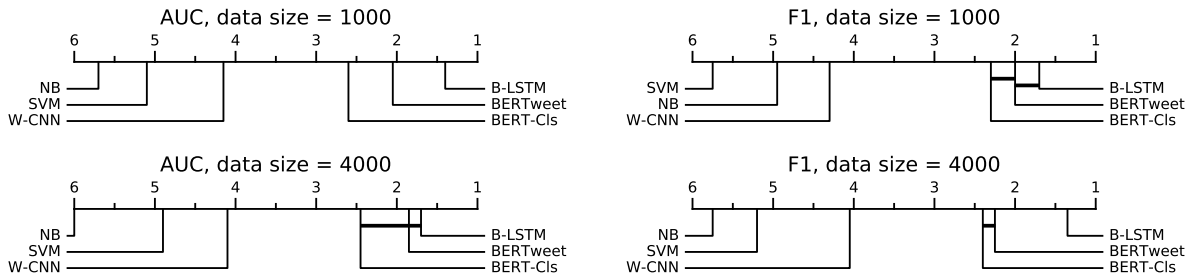 AUC, data size = 1000
6 5 4 3 2 1
NB
SVM
W-CNN
B-LSTM
BERTweet
BERT-Cls
F1, data size = 1000
6 5 4 3 2 1
SVM
NB
W-CNN
B-LSTM
BERTweet
BERT-Cls
AUC, data size = 4000
6 5 4 3 2 1
NB
SVM
W-CNN
B-LSTM
BERTweet
BERT-Cls
F1, data size = 4000
6 5 4 3 2 1
NB
SVM
W-CNN
B-LSTM
BERTweet
BERT-Cls